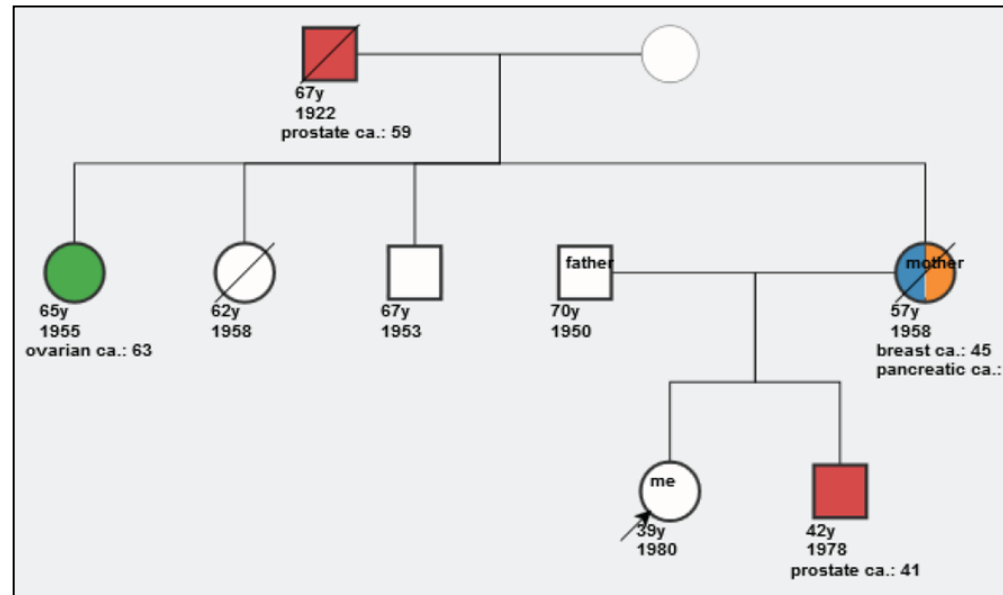 67y
1922
prostate ca.: 59
65y
1955
ovarian ca.: 63
62y
1958
67y
1953
father
70y
1950
mother
57y
1958
breast ca.: 45
pancreatic ca.:
me
39y
1980
42y
1978
prostate ca.: 41